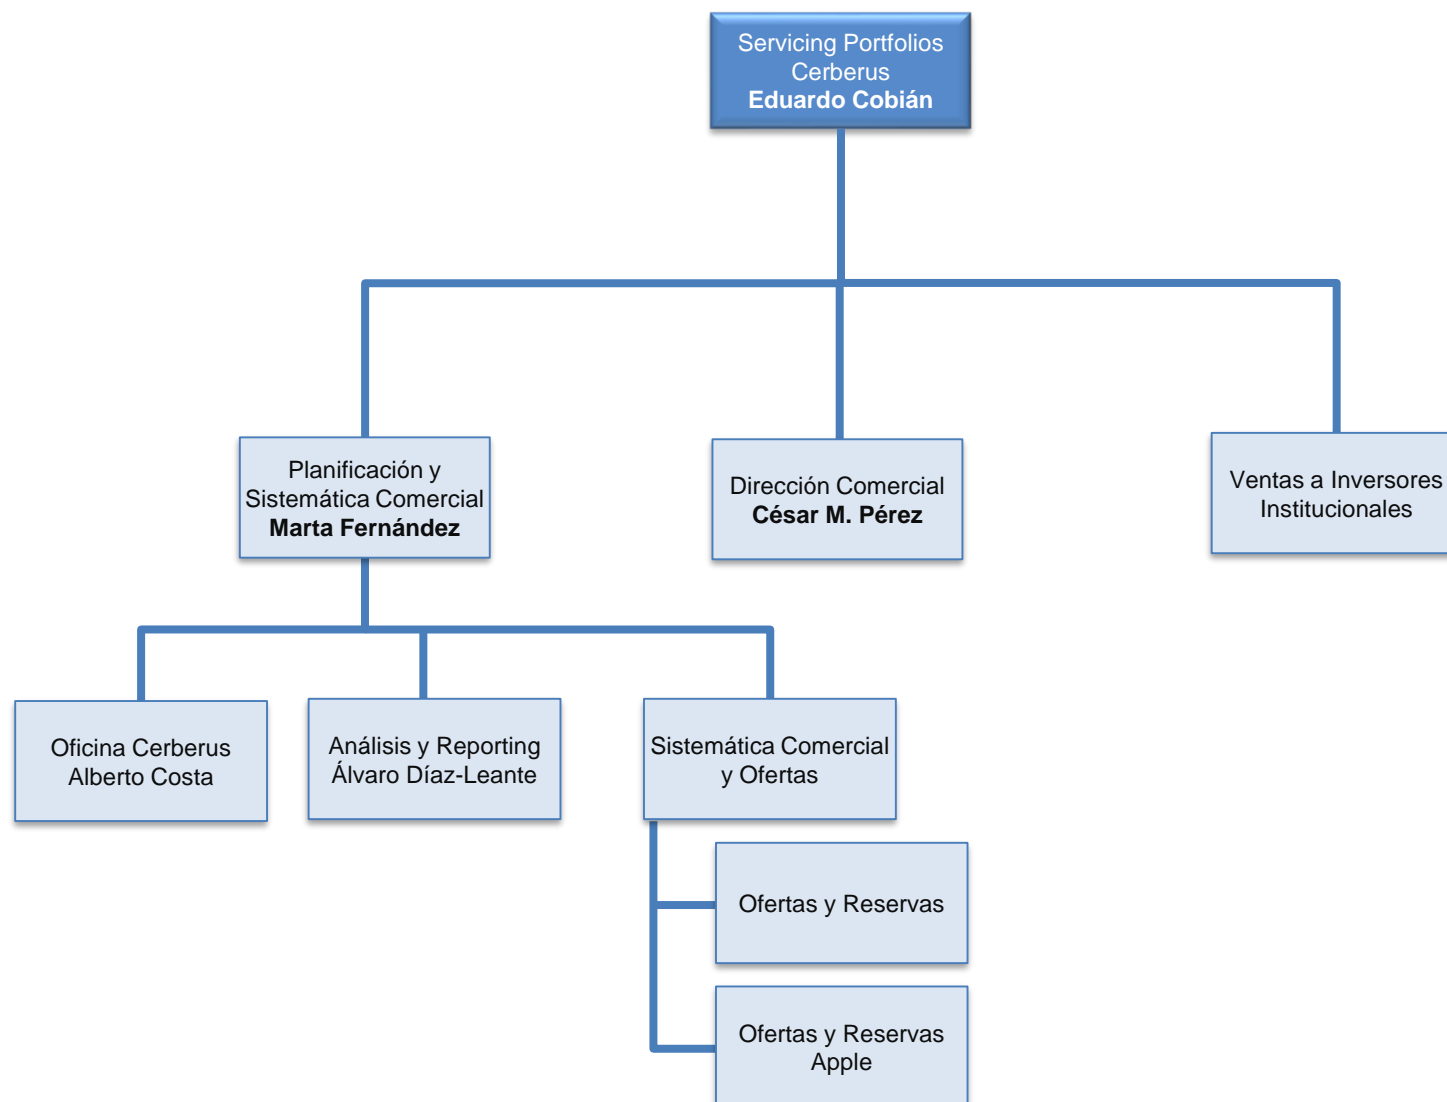 Servicing Portfolios
Cerberus
Eduardo Cobián
Planificación y
Sistemática Comercial
Marta Fernández
Dirección Comercial
César M. Pérez
Ventas a Inversores
Institucionales
Oficina Cerberus
Alberto Costa
Análisis y Reporting
Álvaro Díaz-Leante
Sistemática Comercial
y Ofertas
Ofertas y Reservas
Ofertas y Reservas
Apple